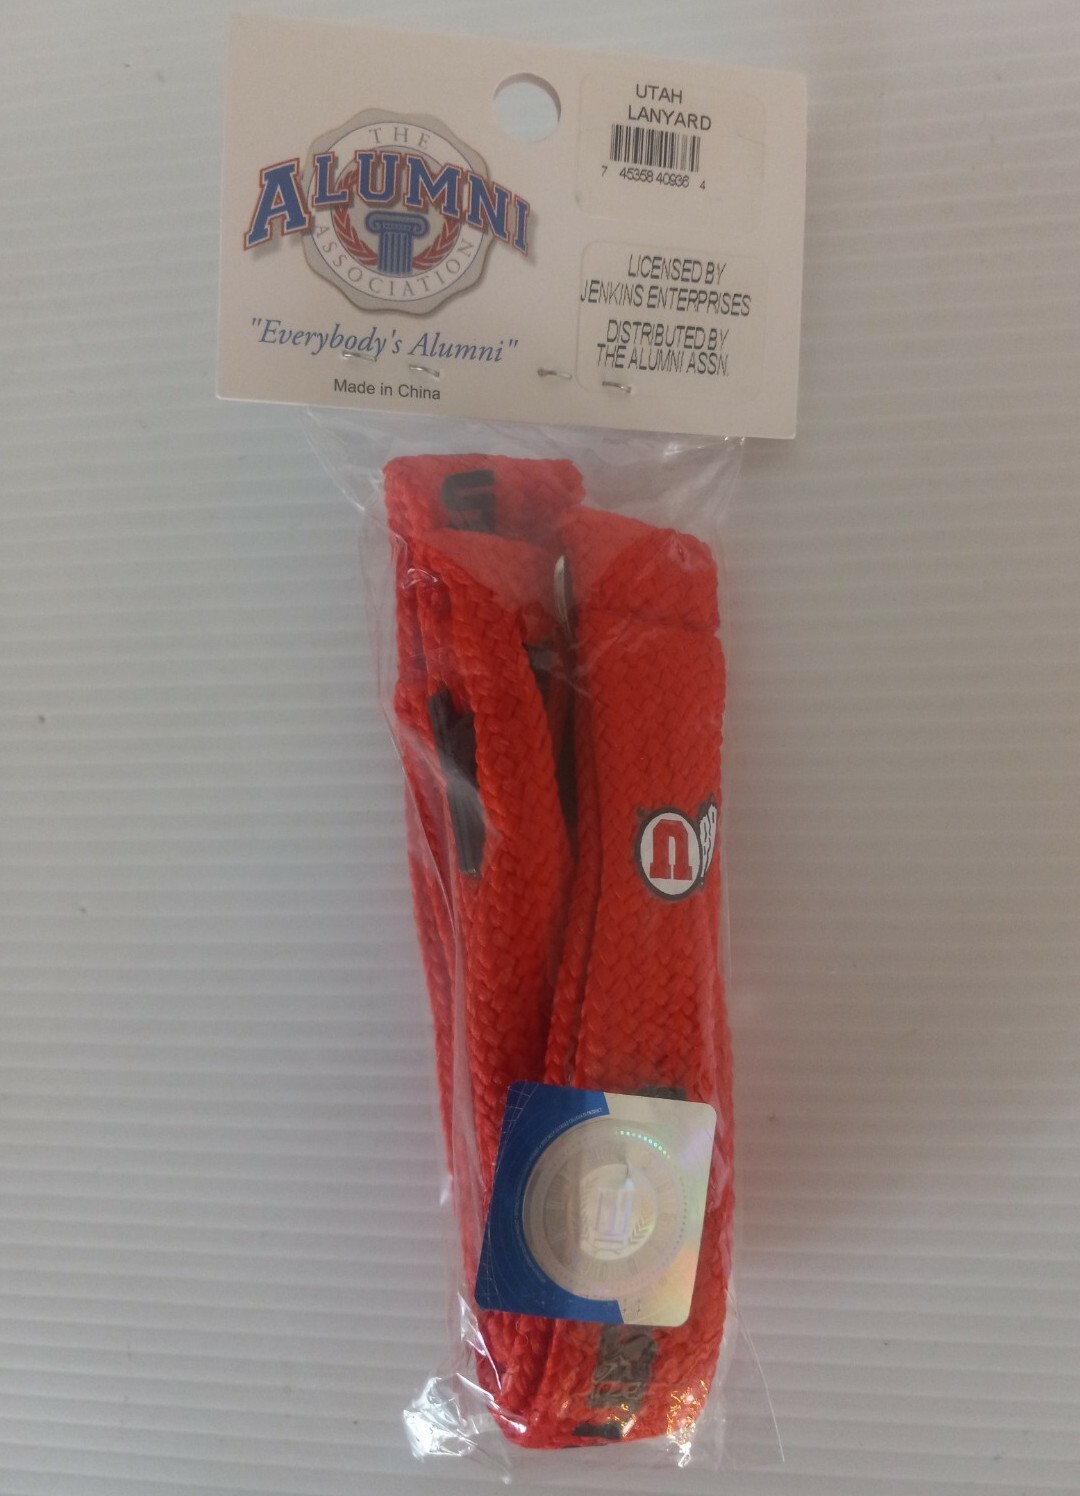 THE
ALUMNI
ASSOCIATION
"Everybody's Alumni"
Made in China
UTAH
LANYARD
7 45358 40936 4
LICENSED BY
JENKINS ENTERPRISES
DISTRIBUTED BY
THE ALUMNI ASSN.
U
U